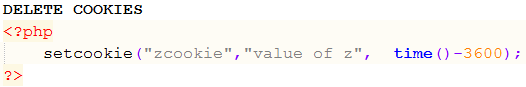 DELETE COOKIES
<?php
setcookie("zcookie","value of z", time()-3600);
?>